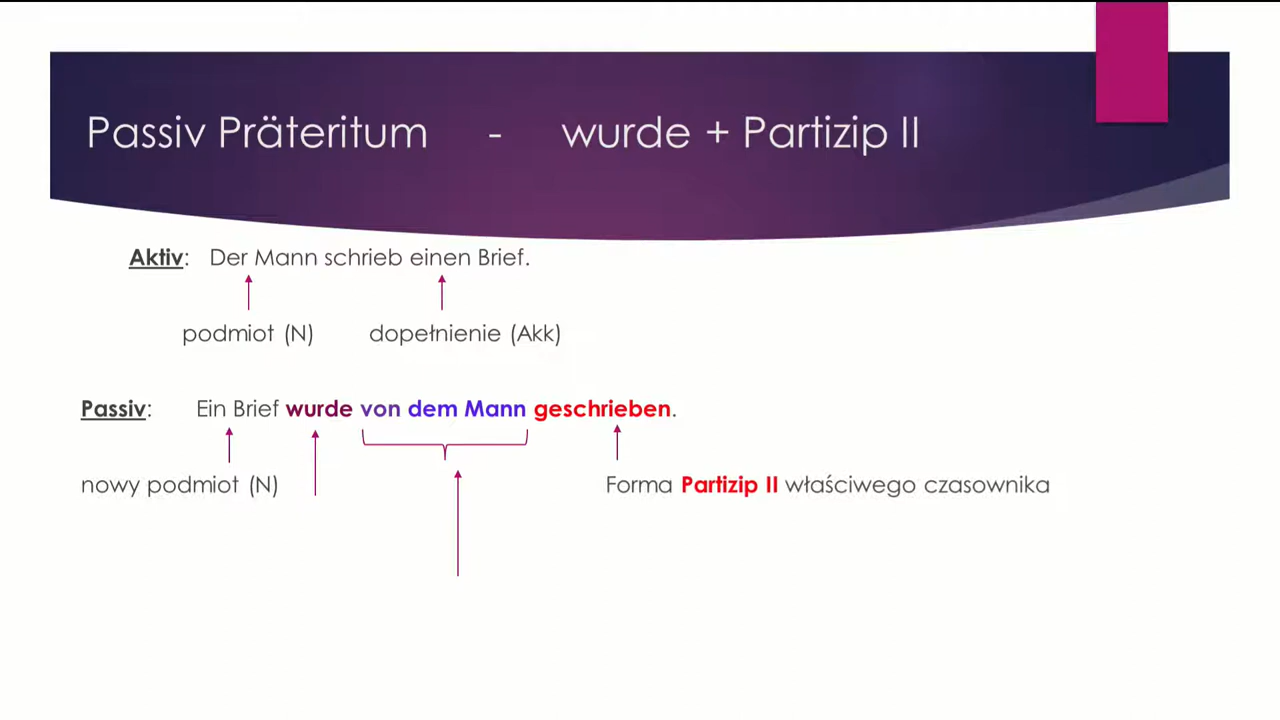 Passiv Präteritum - wurde + Partizip II
Aktiv: Der Mann schrieb einen Brief.
podmiot (N) dopełnienie (Akk)
Passiv: Ein Brief wurde von dem Mann geschrieben.
nowy podmiot (N) Forma Partizip II właściwego czasownika